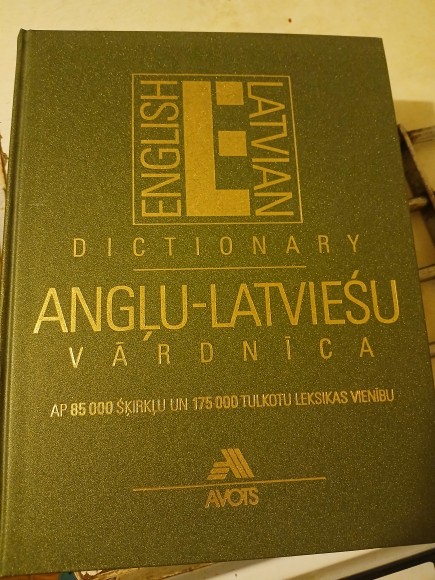 ENGLISH
E
LATVIAN
DICTIONARY
ANGĻU-LATVIEŠU
VĀRDNĪCA
AP 85 000 ŠĶIRKĻU UN 175 000 TULKOTU LEKSIKAS VIENĪBU
AVOTS